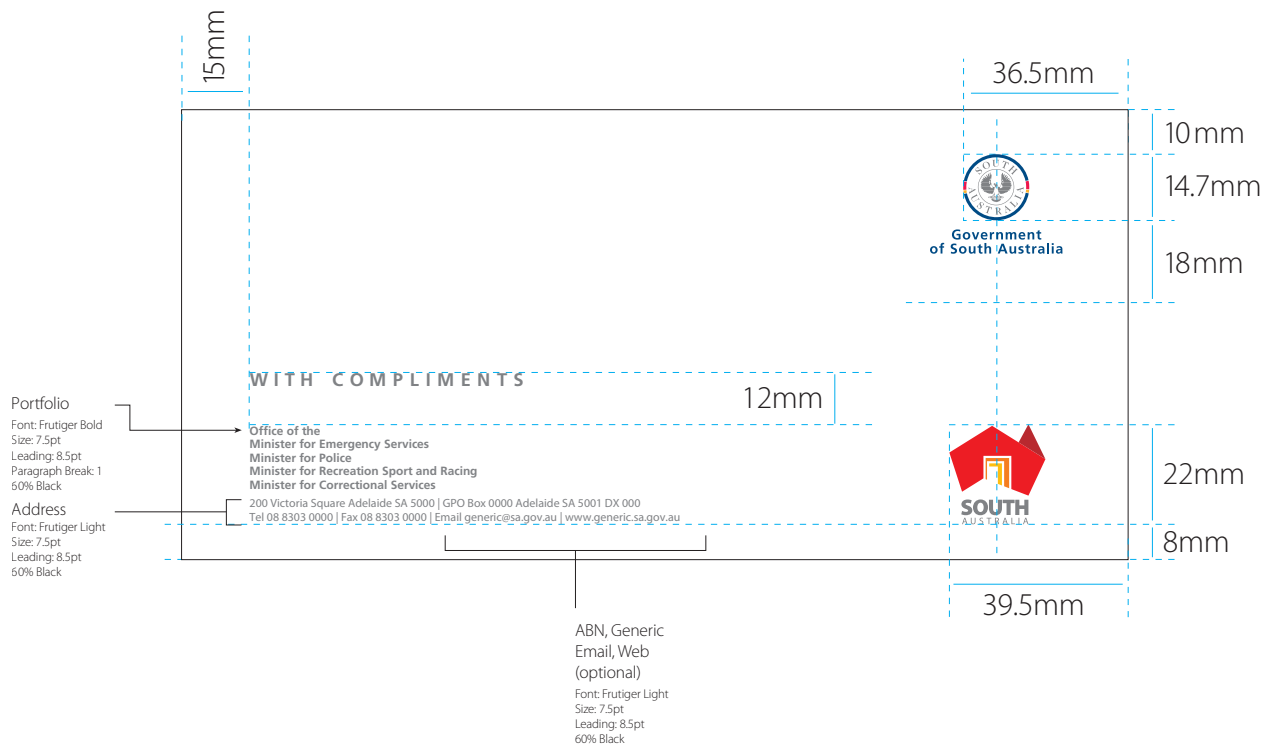 15mm
36.5mm
10mm
14.7mm
18mm
SOUTH
AUSTRALIA
Government
of South Australia
WITH COMPLIMENTS
12mm
Portfolio
Font: Frutiger Bold
Size: 7.5pt
Leading: 8.5pt
Paragraph Break: 1
60% Black
Office of the
Minister for Emergency Services
Minister for Police
Minister for Recreation Sport and Racing
Minister for Correctional Services
Address
Font: Frutiger Light
Size: 7.5pt
Leading: 8.5pt
60% Black
200 Victoria Square Adelaide SA 5000 | GPO Box 0000 Adelaide SA 5001 DX 000
Tel 08 8303 0000 | Fax 08 8303 0000 | Email generic@sa.gov.au | www.generic.sa.gov.au
SOUTH
AUSTRALIA
22mm
8mm
39.5mm
ABN, Generic
Email, Web
(optional)
Font: Frutiger Light
Size: 7.5pt
Leading: 8.5pt
60% Black